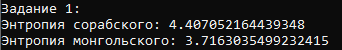 Задание 1:
Энтропия сорабского: 4.407052164439348
Энтропия монгольского: 3.7163035499232415